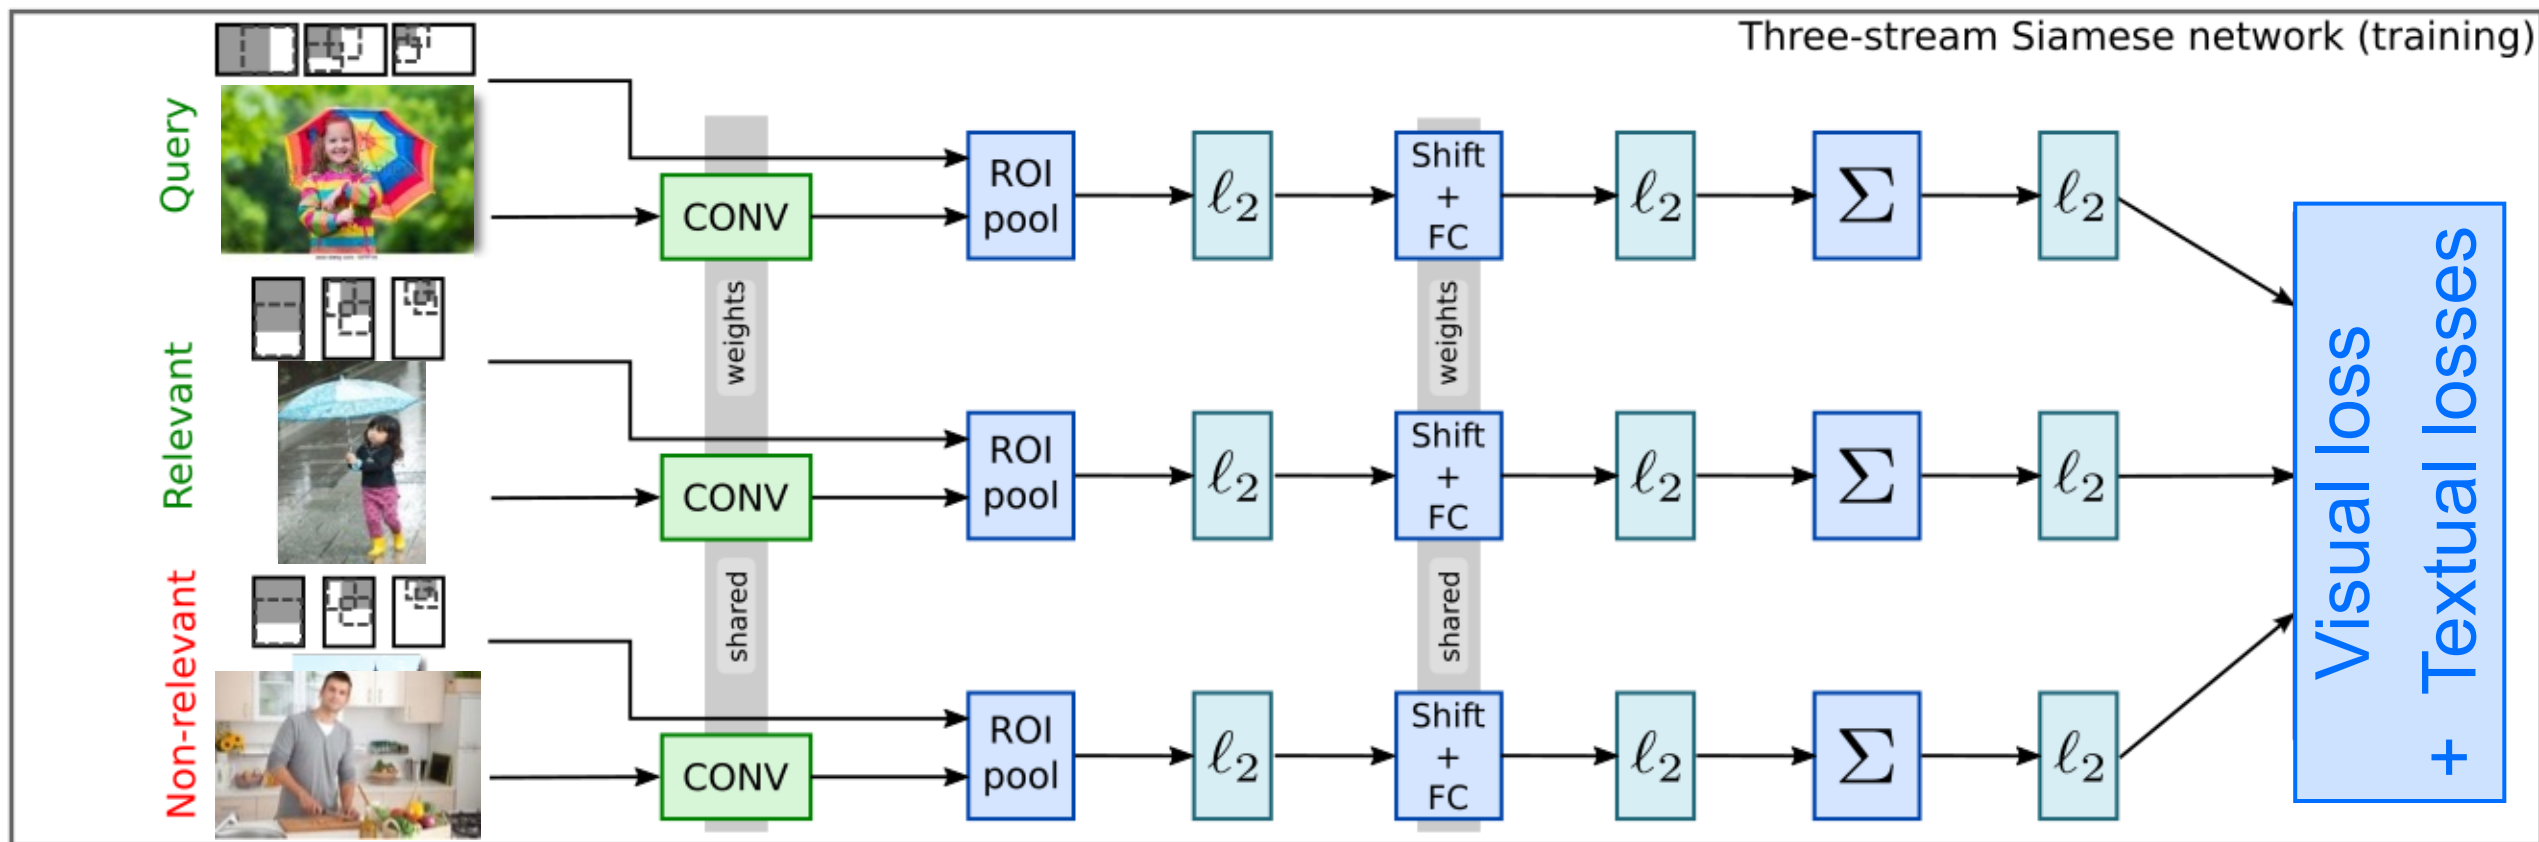 Three-stream Siamese network (training)
Query
CONV
ROI
pool
ℓ2
Shift
+
FC
ℓ2
Σ
ℓ2
weights
weights
Relevant
CONV
ROI
pool
ℓ2
Shift
+
FC
ℓ2
Σ
ℓ2
shared
shared
Non-relevant
CONV
ROI
pool
ℓ2
Shift
+
FC
ℓ2
Σ
ℓ2
Visual loss
+ Textual losses